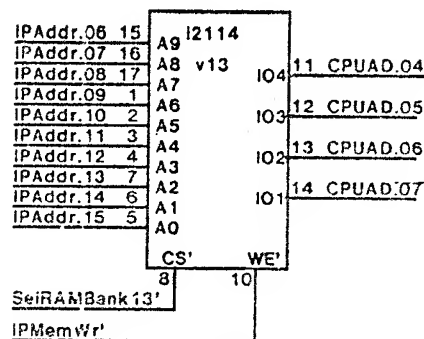 IPAddr.06 15 A9 I2114
IPAddr.07 16 A8 v13
IPAddr.08 17 A7 IO4 11 CPUAD.04
IPAddr.09 1 A6
IPAddr.10 2 A5 IO3 12 CPUAD.05
IPAddr.11 3 A4
IPAddr.12 4 A3 IO2 13 CPUAD.06
IPAddr.13 7 A2
IPAddr.14 6 A1 IO1 14 CPUAD.07
IPAddr.15 5 A0
CS' WE'
8 10
SelRAMBank13'
IPMemWr'